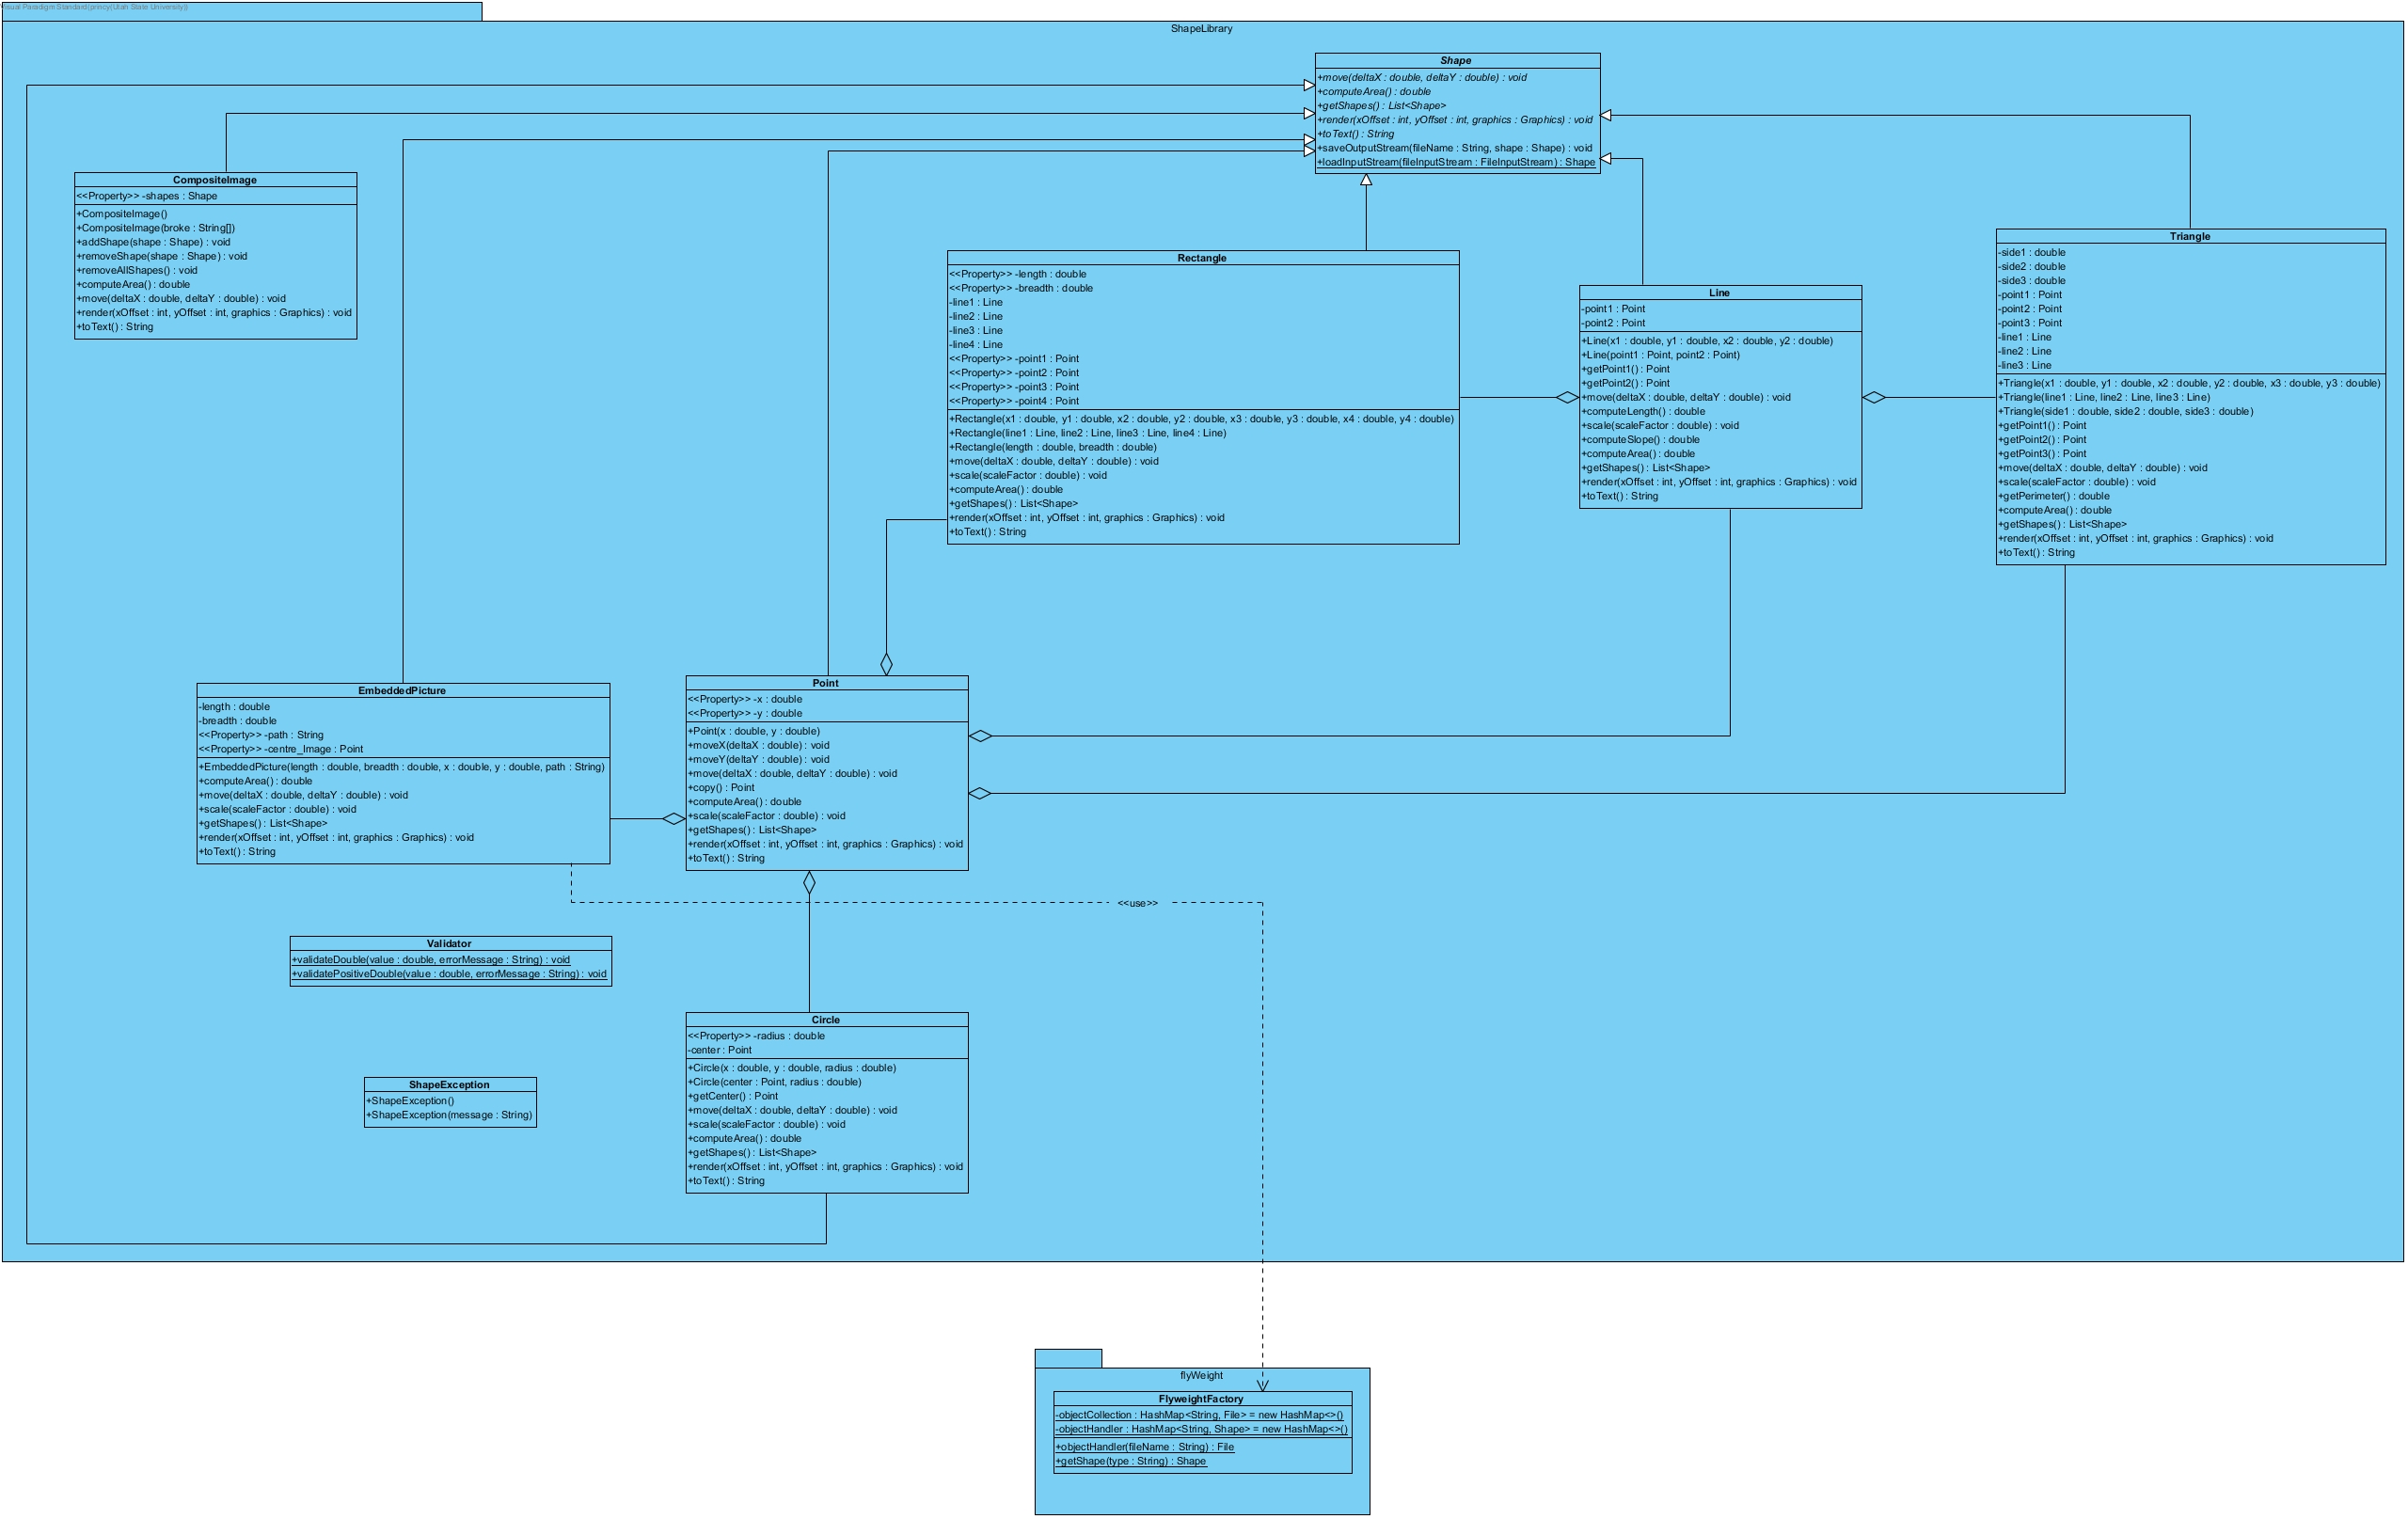 Visual Paradigm Standard(princy(Utah State University))
ShapeLibrary
Shape
+move(deltaX : double, deltaY : double) : void
+computeArea() : double
+getShapes() : List<Shape>
+render(xOffset : int, yOffset : int, graphics : Graphics) : void
+toText() : String
+saveOutputStream(fileName : String, shape : Shape) : void
+loadInputStream(fileInputStream : FileInputStream) : Shape
CompositeImage
<<Property>> -shapes : Shape
+CompositeImage()
+CompositeImage(broke : String[])
+addShape(shape : Shape) : void
+removeShape(shape : Shape) : void
+removeAllShapes() : void
+computeArea() : double
+move(deltaX : double, deltaY : double) : void
+render(xOffset : int, yOffset : int, graphics : Graphics) : void
+toText() : String
Rectangle
<<Property>> -length : double
<<Property>> -breadth : double
-line1 : Line
-line2 : Line
-line3 : Line
-line4 : Line
<<Property>> -point1 : Point
<<Property>> -point2 : Point
<<Property>> -point3 : Point
<<Property>> -point4 : Point
+Rectangle(x1 : double, y1 : double, x2 : double, y2 : double, x3 : double, y3 : double, x4 : double, y4 : double)
+Rectangle(line1 : Line, line2 : Line, line3 : Line, line4 : Line)
+Rectangle(length : double, breadth : double)
+move(deltaX : double, deltaY : double) : void
+scale(scaleFactor : double) : void
+computeArea() : double
+getShapes() : List<Shape>
+render(xOffset : int, yOffset : int, graphics : Graphics) : void
+toText() : String
Line
-point1 : Point
-point2 : Point
+Line(x1 : double, y1 : double, x2 : double, y2 : double)
+Line(point1 : Point, point2 : Point)
+getPoint1() : Point
+getPoint2() : Point
+move(deltaX : double, deltaY : double) : void
+computeLength() : double
+scale(scaleFactor : double) : void
+computeSlope() : double
+computeArea() : double
+getShapes() : List<Shape>
+render(xOffset : int, yOffset : int, graphics : Graphics) : void
+toText() : String
Triangle
-side1 : double
-side2 : double
-side3 : double
-point1 : Point
-point2 : Point
-point3 : Point
-line1 : Line
-line2 : Line
-line3 : Line
+Triangle(x1 : double, y1 : double, x2 : double, y2 : double, x3 : double, y3 : double)
+Triangle(line1 : Line, line2 : Line, line3 : Line)
+Triangle(side1 : double, side2 : double, side3 : double)
+getPoint1() : Point
+getPoint2() : Point
+getPoint3() : Point
+move(deltaX : double, deltaY : double) : void
+scale(scaleFactor : double) : void
+getPerimeter() : double
+computeArea() : double
+getShapes() : List<Shape>
+render(xOffset : int, yOffset : int, graphics : Graphics) : void
+toText() : String
EmbeddedPicture
-length : double
-breadth : double
<<Property>> -path : String
<<Property>> -centre_Image : Point
+EmbeddedPicture(length : double, breadth : double, x : double, y : double, path : String)
+computeArea() : double
+move(deltaX : double, deltaY : double) : void
+scale(scaleFactor : double) : void
+getShapes() : List<Shape>
+render(xOffset : int, yOffset : int, graphics : Graphics) : void
+toText() : String
Point
<<Property>> -x : double
<<Property>> -y : double
+Point(x : double, y : double)
+moveX(deltaX : double) : void
+moveY(deltaY : double) : void
+move(deltaX : double, deltaY : double) : void
+copy() : Point
+computeArea() : double
+scale(scaleFactor : double) : void
+getShapes() : List<Shape>
+render(xOffset : int, yOffset : int, graphics : Graphics) : void
+toText() : String
<<use>>
Validator
+validateDouble(value : double, errorMessage : String) : void
+validatePositiveDouble(value : double, errorMessage : String) : void
Circle
<<Property>> -radius : double
-center : Point
+Circle(x : double, y : double, radius : double)
+Circle(center : Point, radius : double)
+getCenter() : Point
+move(deltaX : double, deltaY : double) : void
+scale(scaleFactor : double) : void
+computeArea() : double
+getShapes() : List<Shape>
+render(xOffset : int, yOffset : int, graphics : Graphics) : void
+toText() : String
ShapeException
+ShapeException()
+ShapeException(message : String)
flyWeight
FlyweightFactory
-objectCollection : HashMap<String, File> = new HashMap<>()
-objectHandler : HashMap<String, Shape> = new HashMap<>()
+objectHandler(fileName : String) : File
+getShape(type : String) : Shape